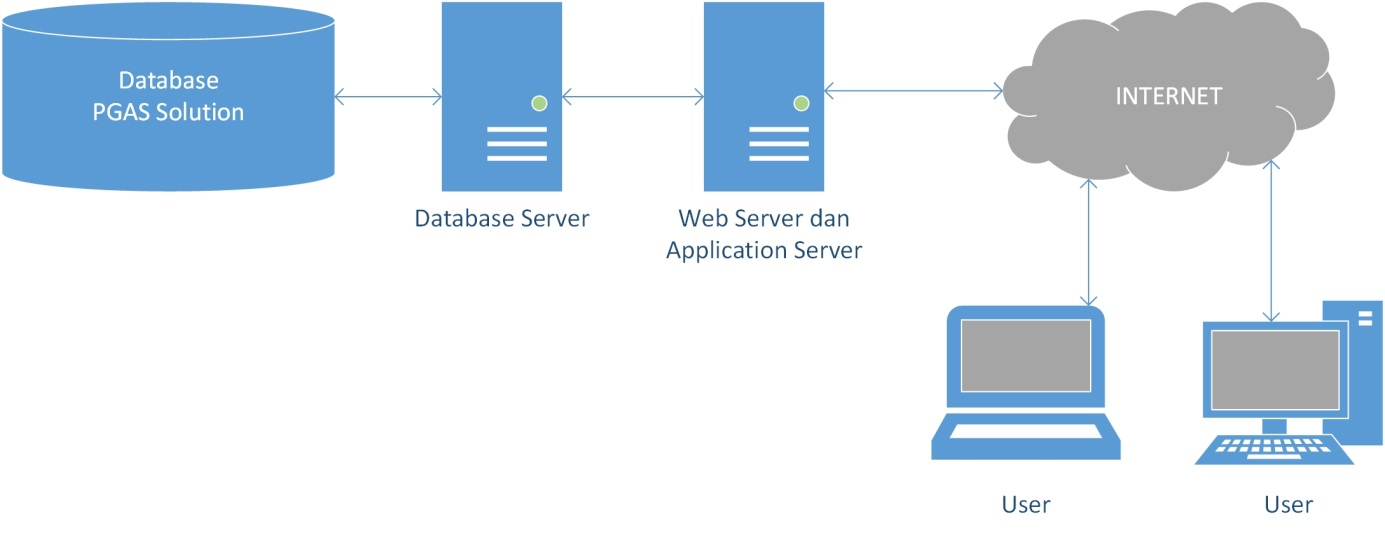 Database
PGAS Solution
INTERNET
Database Server
Web Server dan
Application Server
User
User